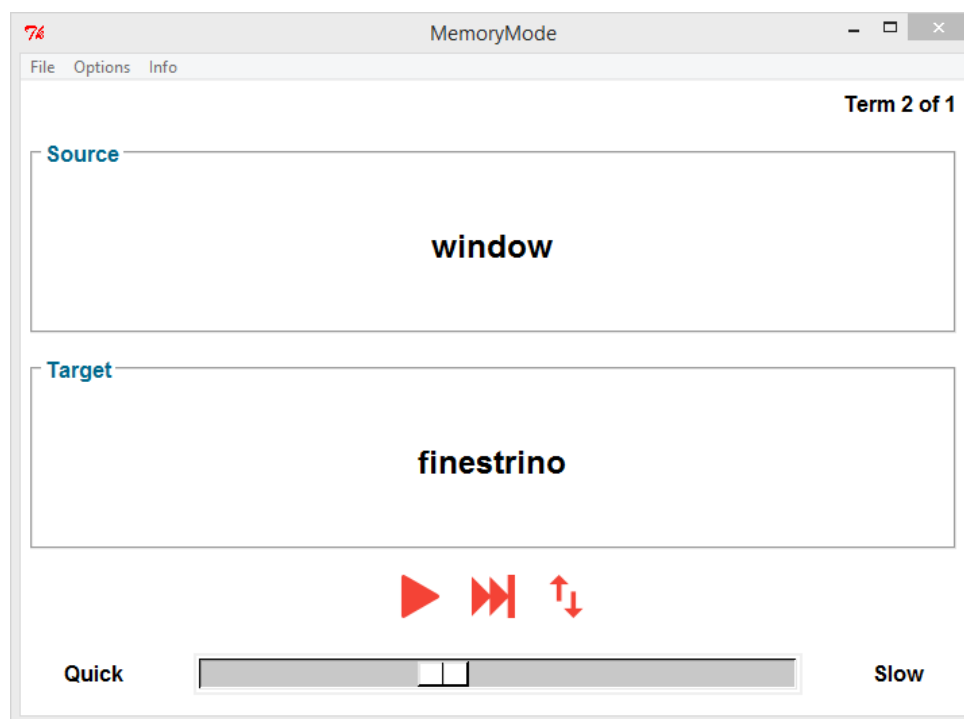 MemoryMode
File Options Info
Term 2 of 1
Source
window
Target
finestrino
Quick Slow